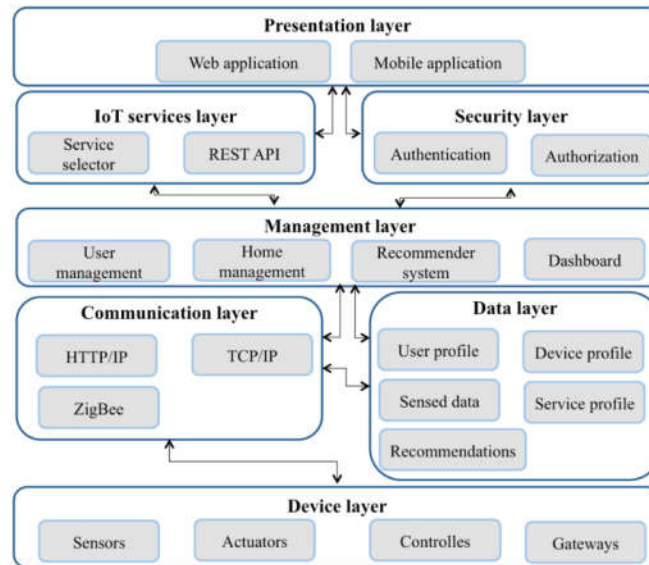 Presentation layer
Web application
Mobile application
IoT services layer
Service
selector
REST API
Security layer
Authentication
Authorization
Management layer
User
management
Home
management
Recommender
system
Dashboard
Communication layer
HTTP/IP
TCP/IP
ZigBee
Data layer
User profile
Device profile
Sensed data
Service profile
Recommendations
Device layer
Sensors
Actuators
Controlles
Gateways